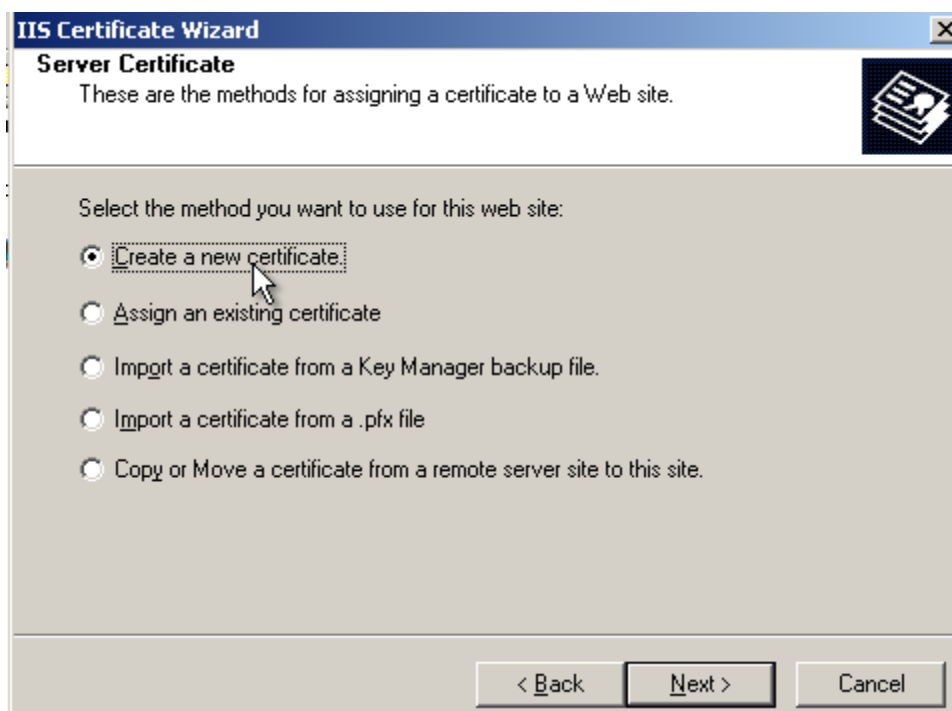 IIS Certificate Wizard
Server Certificate
These are the methods for assigning a certificate to a Web site.
Select the method you want to use for this web site:
Create a new certificate.
Assign an existing certificate
Import a certificate from a Key Manager backup file.
Import a certificate from a .pfx file
Copy or Move a certificate from a remote server site to this site.
< Back Next > Cancel